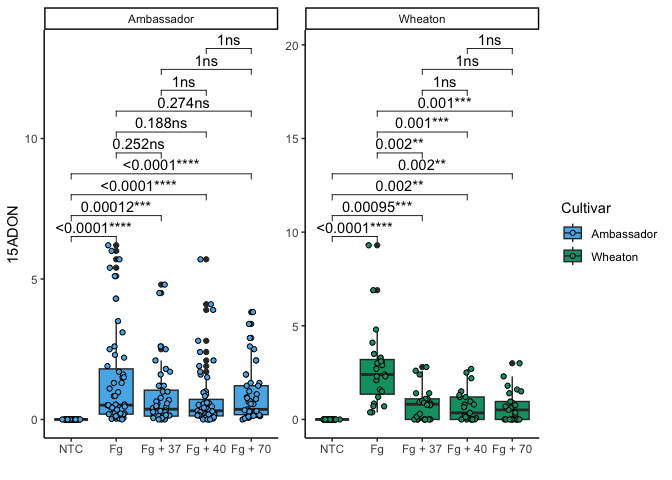 Ambassador
Wheaton
15ADON
10
5
0
1ns
1ns
1ns
0.274ns
0.188ns
0.252ns
<0.0001****
<0.0001****
0.00012***
<0.0001****
NTC Fg Fg + 37 Fg + 40 Fg + 70
20
15
10
5
0
1ns
1ns
1ns
0.001***
0.001***
0.002**
0.002**
0.002**
0.00095***
<0.0001****
NTC Fg Fg + 37 Fg + 40 Fg + 70
Cultivar
Ambassador
Wheaton